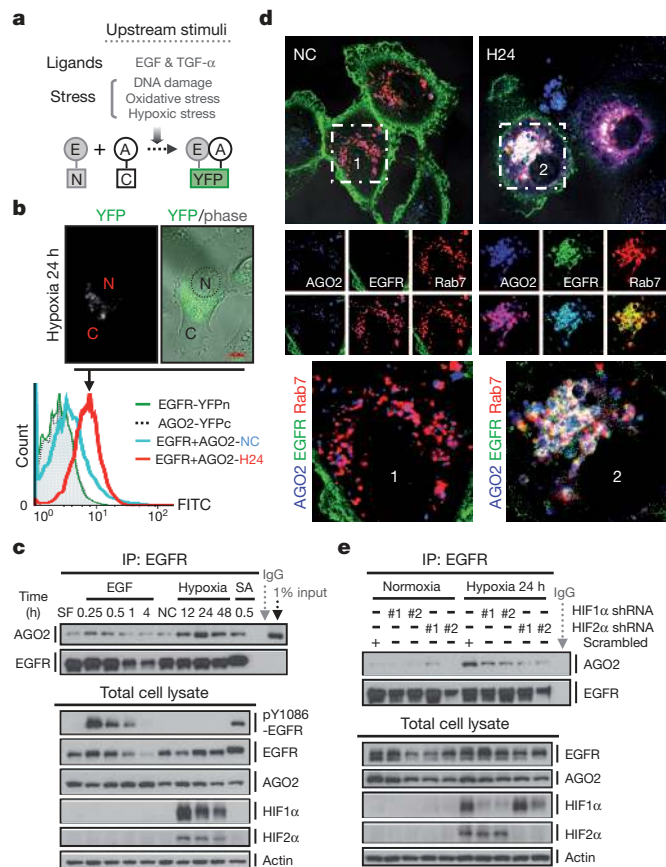 a
Upstream stimuli
Ligands EGF & TGF-α
Stress DNA damage
Oxidative stress
Hypoxic stress
E + A E A
N C YFP
b
YFP YFP/phase
Hypoxia 24 h
N N
C C
EGFR-YFPn
AGO2-YFPc
EGFR+AGO2-NC
EGFR+AGO2-H24
Count
0
10⁰ 10¹ 10² FITC
c
IP: EGFR
IgG
Time (h) EGF Hypoxia SA 1% input
SF 0.25 0.5 1 4 NC 12 24 48 0.5
AGO2
EGFR
Total cell lysate
pY1086
-EGFR
EGFR
AGO2
HIF1α
HIF2α
Actin
d
NC H24
1 2
AGO2 EGFR Rab7 AGO2 EGFR Rab7
AGO2 EGFR Rab7 AGO2 EGFR Rab7
1 2
e
IP: EGFR
Normoxia Hypoxia 24 h IgG
– #1 #2 – – – #1 #2 – – HIF1α shRNA
– – – #1 #2 – – – #1 #2 HIF2α shRNA
+ – – – – + – – – – Scrambled
AGO2
EGFR
Total cell lysate
EGFR
AGO2
HIF1α
HIF2α
Actin